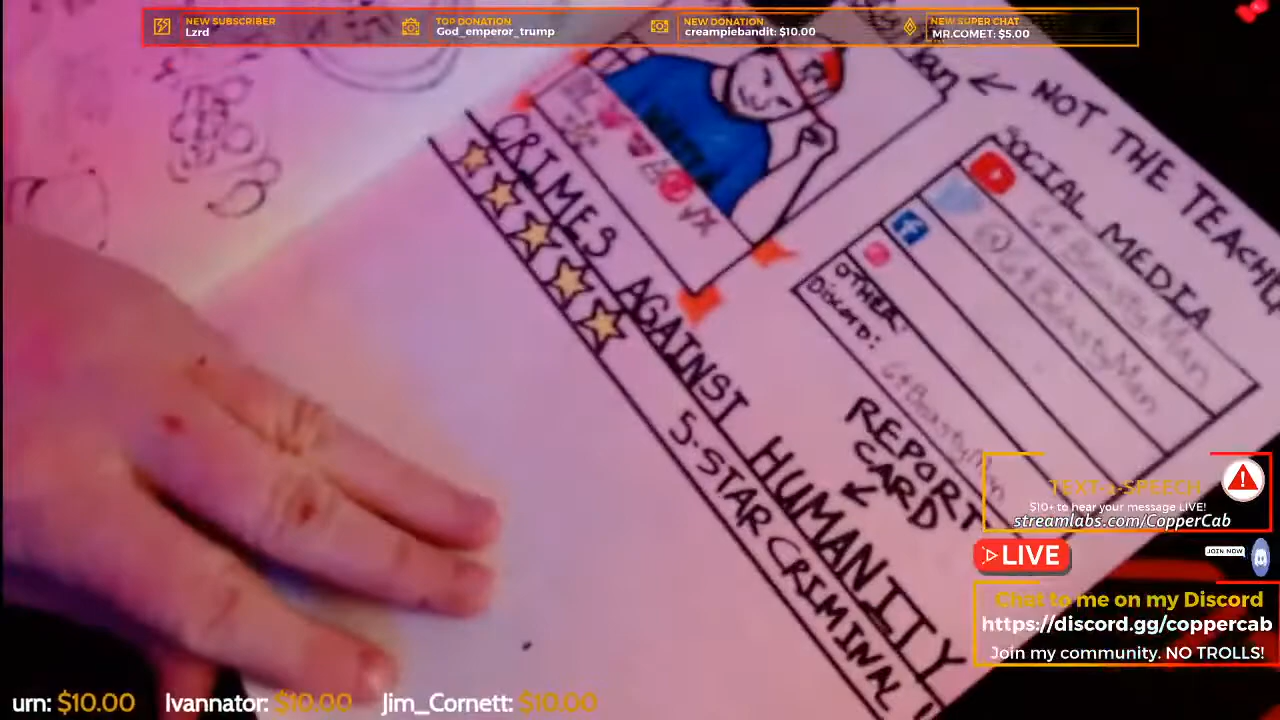 NEW SUBSCRIBER
Lzrd
TOP DONATION
God_emperor_trump
NEW DONATION
creampiebandit: $10.00
NEW SUPER CHAT
MR.COMET: $5.00
NOT THE
SOCIAL MEDIA
64BeastyMan
@64BeastyMan
OTHER:
Discord:
REPORT
CARD
CRIMES AGAINST HUMANITY
5-STAR CRIMINAL
TEXT-2-SPEECH
$10+ to hear your message LIVE!
streamlabs.com/CopperCab
LIVE
JOIN NOW
Chat to me on my Discord
https://discord.gg/coppercab
Join my community. NO TROLLS!
urn: $10.00 Ivannator: $10.00 Jim_Cornett: $10.00